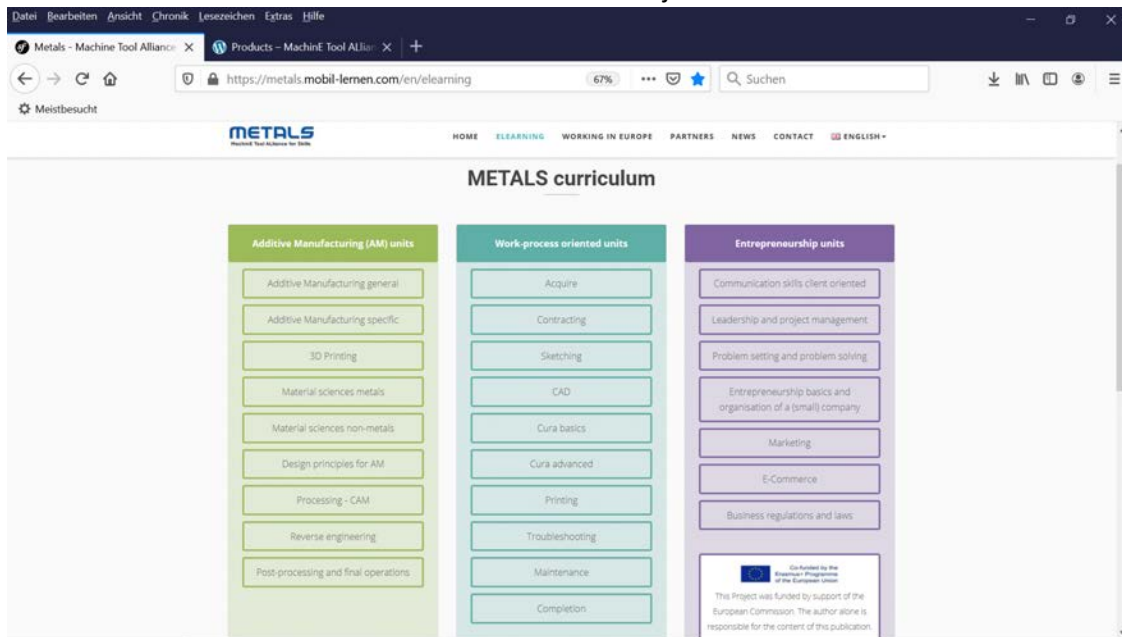 Datei Bearbeiten Ansicht Chronik Lesezeichen Extras Hilfe
Metals - Machine Tool Alliance
Products – MachinE Tool ALlian
https://metals.mobil-lernen.com/en/elearning
67%
Suchen
Meistbesucht
METALS
MachinE Tool ALliance for Skills
HOME ELEARNING WORKING IN EUROPE PARTNERS NEWS CONTACT ENGLISH
METALS curriculum
Additive Manufacturing (AM) units
Additive Manufacturing general
Additive Manufacturing specific
3D Printing
Material sciences metals
Material sciences non-metals
Design principles for AM
Processing - CAM
Reverse engineering
Post-processing and final operations
Work-process oriented units
Acquire
Contracting
Sketching
CAD
Cura basics
Cura advanced
Printing
Troubleshooting
Maintenance
Completion
Entrepreneurship units
Communication skills client oriented
Leadership and project management
Problem setting and problem solving
Entrepreneurship basics and
organisation of a (small) company
Marketing
E-Commerce
Business regulations and laws
Co-funded by the
Erasmus+ Programme
of the European Union
This Project was funded by support of the
European Commission. The author alone is
responsible for the content of this publication.